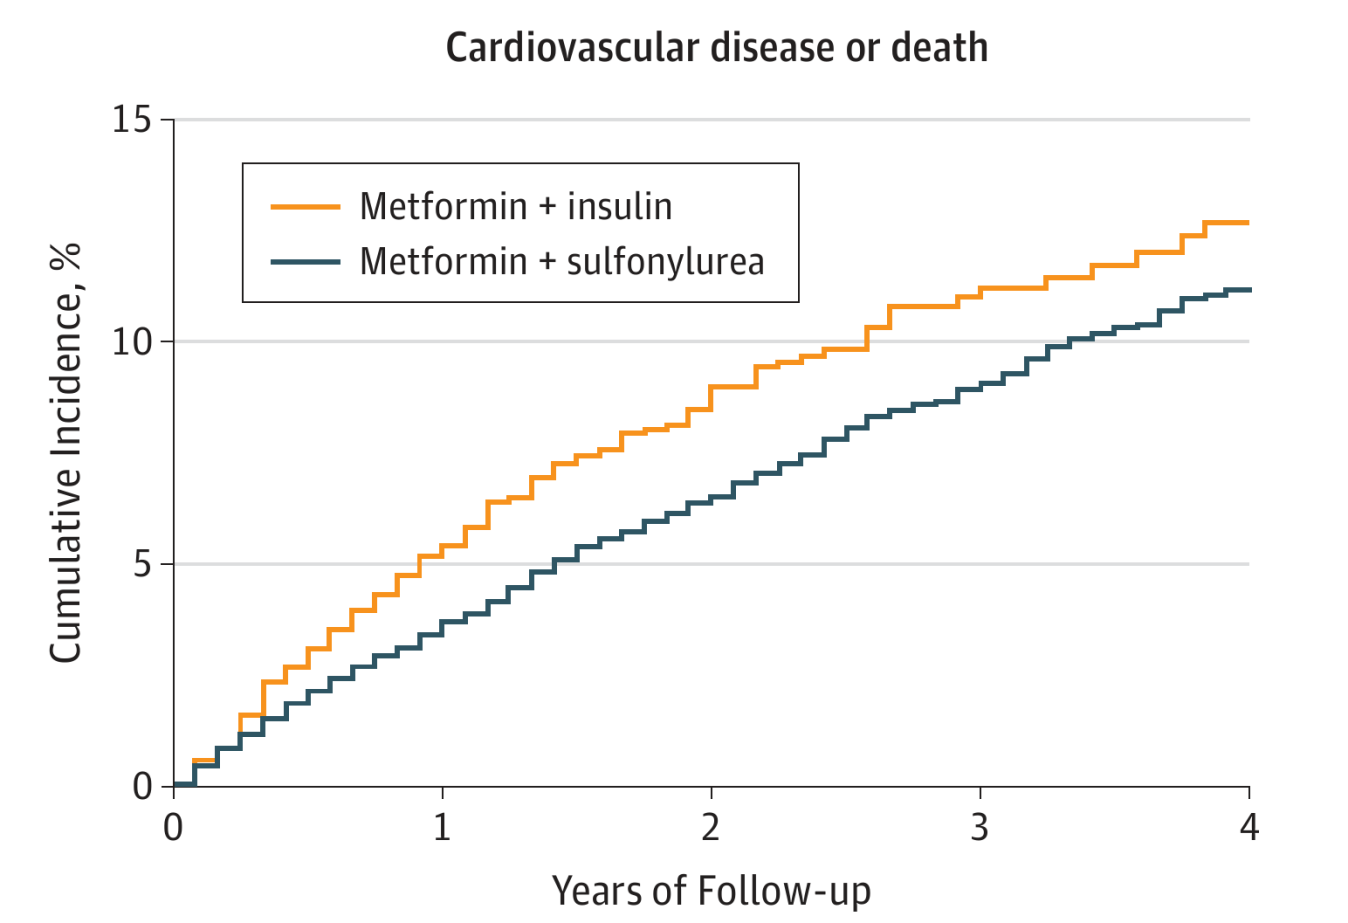 Cardiovascular disease or death
15
Metformin + insulin
Metformin + sulfonylurea
10
5
0
Cumulative Incidence, %
0 1 2 3 4
Years of Follow-up